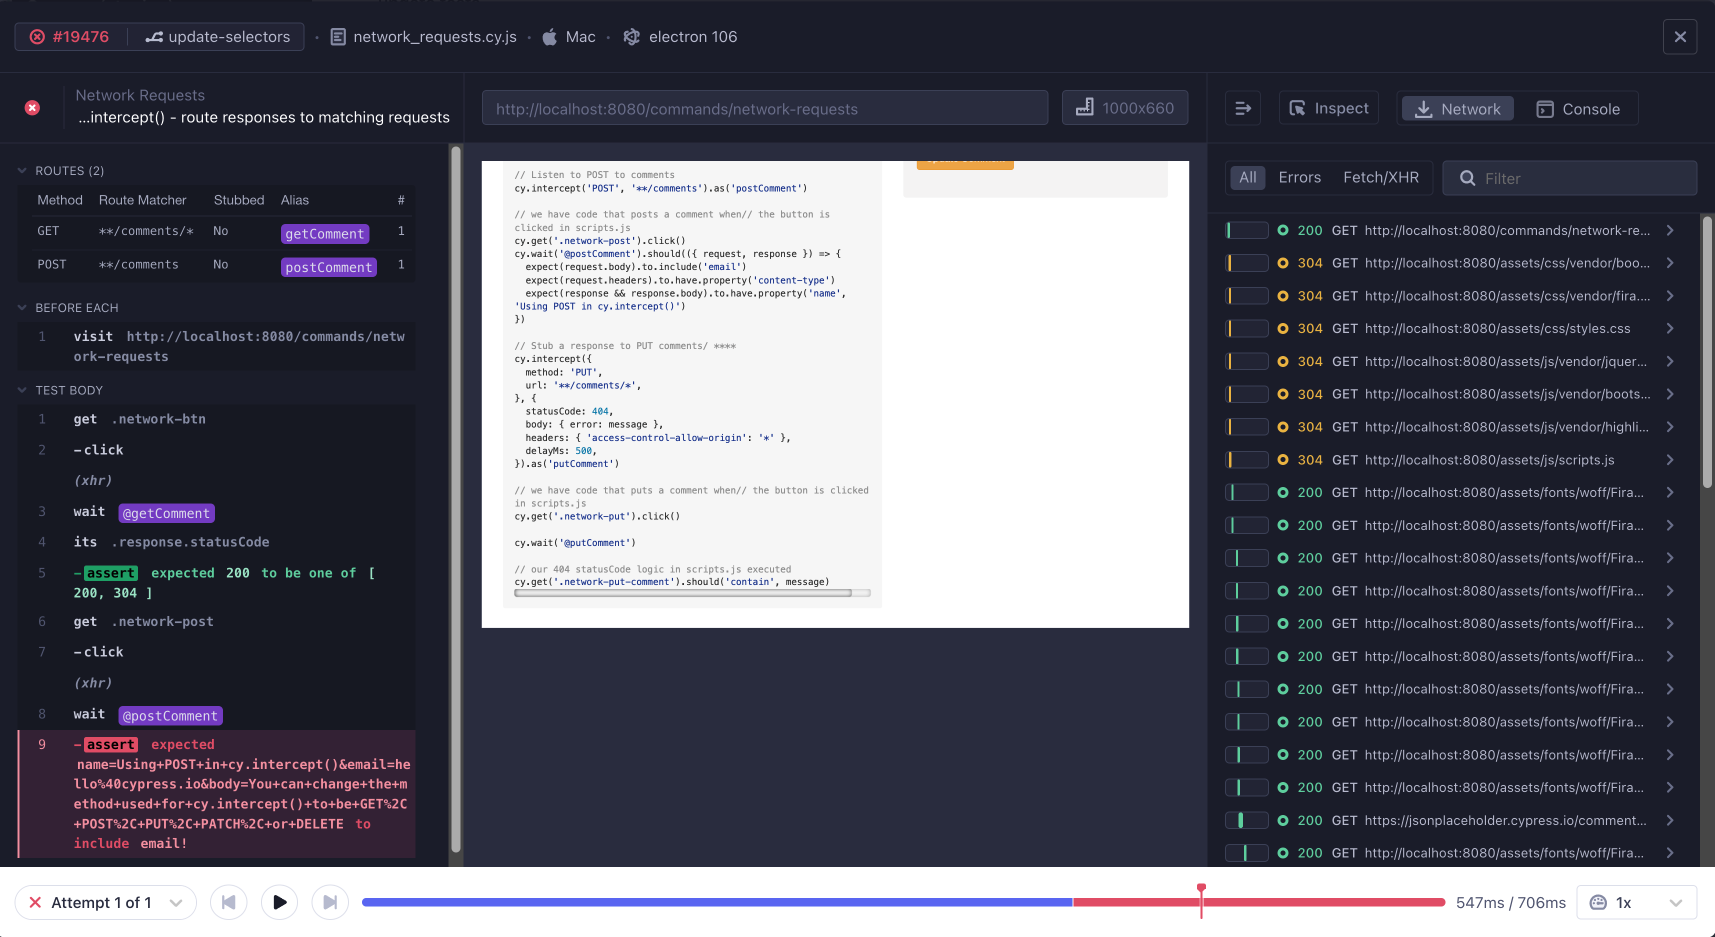 #19476 update-selectors · network_requests.cy.js · Mac · electron 106
Network Requests
...intercept() - route responses to matching requests
ROUTES (2)
Method Route Matcher Stubbed Alias #
GET **/comments/* No getComment 1
POST **/comments No postComment 1
BEFORE EACH
1 visit http://localhost:8080/commands/netw
ork-requests
TEST BODY
1 get .network-btn
2 -click
(xhr)
3 wait @getComment
4 its .response.statusCode
5 -assert expected 200 to be one of [
200, 304 ]
6 get .network-post
7 -click
(xhr)
8 wait @postComment
9 -assert expected
name=Using+POST+in+cy.intercept()&email=he
llo%40cypress.io&body=You+can+change+the+m
ethod+used+for+cy.intercept()+to+be+GET%2C
+POST%2C+PUT%2C+PATCH%2C+or+DELETE to
include email!
http://localhost:8080/commands/network-requests
1000x660
// Listen to POST to comments
cy.intercept('POST', '**/comments').as('postComment')
// we have code that posts a comment when// the button is
clicked in scripts.js
cy.get('.network-post').click()
cy.wait('@postComment').should(({ request, response }) => {
expect(request.body).to.include('email')
expect(request.headers).to.have.property('content-type')
expect(response && response.body).to.have.property('name',
'Using POST in cy.intercept()')
})
// Stub a response to PUT comments/ ****
cy.intercept({
method: 'PUT',
url: '**/comments/*',
}, {
statusCode: 404,
body: { error: message },
headers: { 'access-control-allow-origin': '*' },
delayMs: 500,
}).as('putComment')
// we have code that puts a comment when// the button is clicked
in scripts.js
cy.get('.network-put').click()
cy.wait('@putComment')
// our 404 statusCode logic in scripts.js executed
cy.get('.network-put-comment').should('contain', message)
Inspect Network Console
All Errors Fetch/XHR Filter
200 GET http://localhost:8080/commands/network-re...
304 GET http://localhost:8080/assets/css/vendor/boo...
304 GET http://localhost:8080/assets/css/vendor/fira....
304 GET http://localhost:8080/assets/css/styles.css
304 GET http://localhost:8080/assets/js/vendor/jquer...
304 GET http://localhost:8080/assets/js/vendor/boots...
304 GET http://localhost:8080/assets/js/vendor/highli...
304 GET http://localhost:8080/assets/js/scripts.js
200 GET http://localhost:8080/assets/fonts/woff/Fira...
200 GET http://localhost:8080/assets/fonts/woff/Fira...
200 GET http://localhost:8080/assets/fonts/woff/Fira...
200 GET http://localhost:8080/assets/fonts/woff/Fira...
200 GET http://localhost:8080/assets/fonts/woff/Fira...
200 GET http://localhost:8080/assets/fonts/woff/Fira...
200 GET http://localhost:8080/assets/fonts/woff/Fira...
200 GET http://localhost:8080/assets/fonts/woff/Fira...
200 GET http://localhost:8080/assets/fonts/woff/Fira...
200 GET http://localhost:8080/assets/fonts/woff/Fira...
200 GET https://jsonplaceholder.cypress.io/comment...
200 GET http://localhost:8080/assets/fonts/woff/Fira...
Attempt 1 of 1
547ms / 706ms
1x